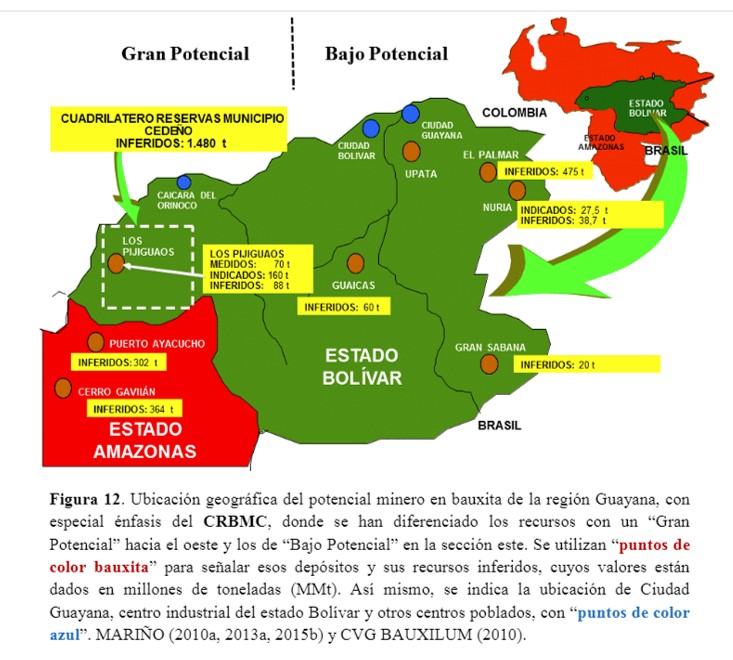 Gran Potencial
Bajo Potencial
CUADRILATERO RESERVAS MUNICIPIO
CEDEÑO
INFERIDOS: 1.480 t
COLOMBIA
ESTADO
BOLIVAR
ESTADO
AMAZONAS
BRASIL
CIUDAD
BOLIVAR
CIUDAD
GUAYANA
UPATA
EL PALMAR
INFERIDOS: 475 t
NURIA
INDICADOS: 27,5 t
INFERIDOS: 38,7 t
CAICARA DEL
ORINOCO
LOS
PIJIGUAOS
LOS PIJIGUAOS
MEDIDOS: 70 t
INDICADOS: 160 t
INFERIDOS: 88 t
GUAICAS
INFERIDOS: 60 t
PUERTO AYACUCHO
INFERIDOS: 302 t
CERRO GAVIIÁN
INFERIDOS: 364 t
ESTADO
AMAZONAS
ESTADO
BOLÍVAR
GRAN SABANA
INFERIDOS: 20 t
BRASIL
Figura 12. Ubicación geográfica del potencial minero en bauxita de la región Guayana, con
especial énfasis del CRBMC, donde se han diferenciado los recursos con un “Gran
Potencial” hacia el oeste y los de “Bajo Potencial” en la sección este. Se utilizan “puntos de
color bauxita” para señalar esos depósitos y sus recursos inferidos, cuyos valores están
dados en millones de toneladas (MMt). Así mismo, se indica la ubicación de Ciudad
Guayana, centro industrial del estado Bolívar y otros centros poblados, con “puntos de color
azul”. MARIÑO (2010a, 2013a, 2015b) y CVG BAUXILUM (2010).